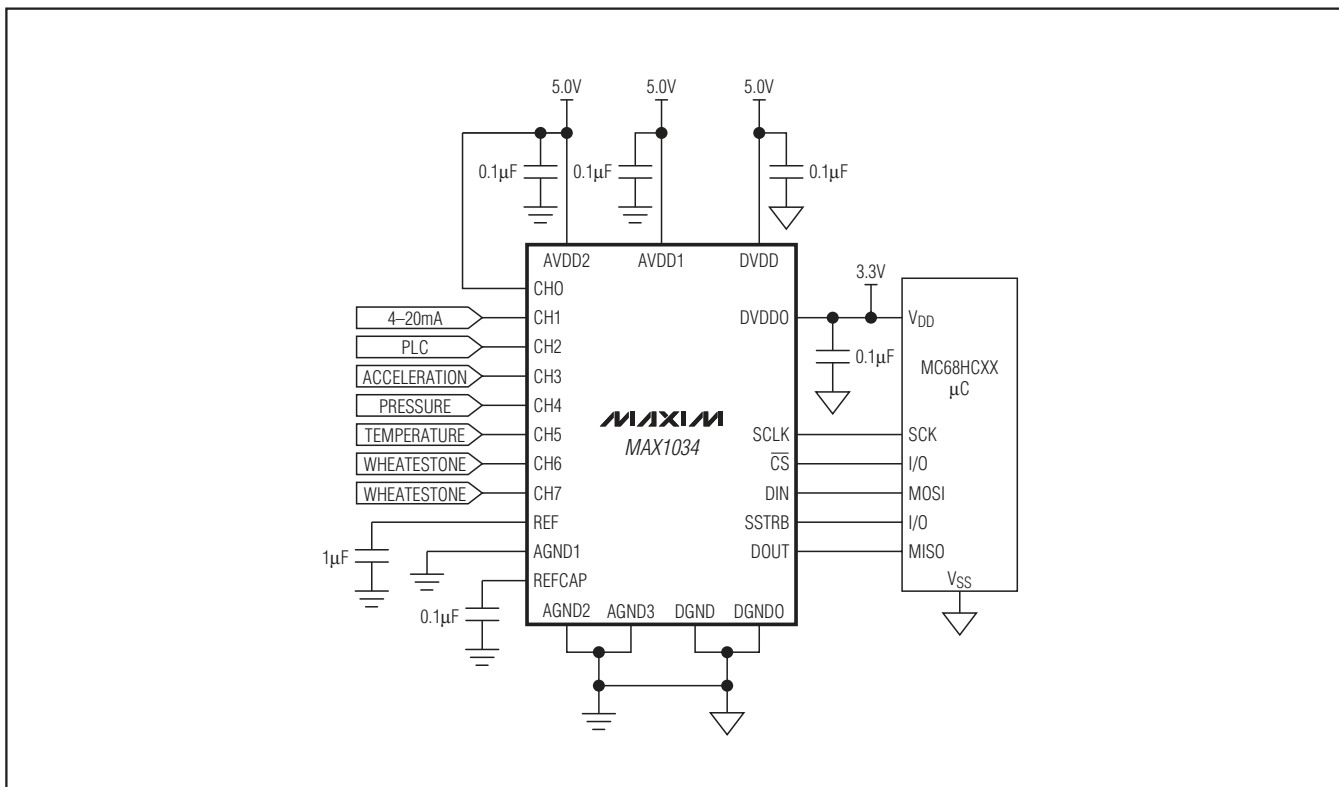 5.0V 5.0V 5.0V
0.1µF 0.1µF 0.1µF
AVDD2 AVDD1 DVDD
3.3V
CH0
4–20mA CH1 DVDDO VDD
PLC CH2
0.1µF
ACCELERATION CH3 MC68HCXX
µC
PRESSURE CH4
MAXIM
TEMPERATURE CH5 MAX1034 SCLK SCK
WHEATESTONE CH6 CS I/O
WHEATESTONE CH7 DIN MOSI
REF SSTRB I/O
1µF AGND1 DOUT MISO
REFCAP VSS
0.1µF AGND2 AGND3 DGND DGNDO